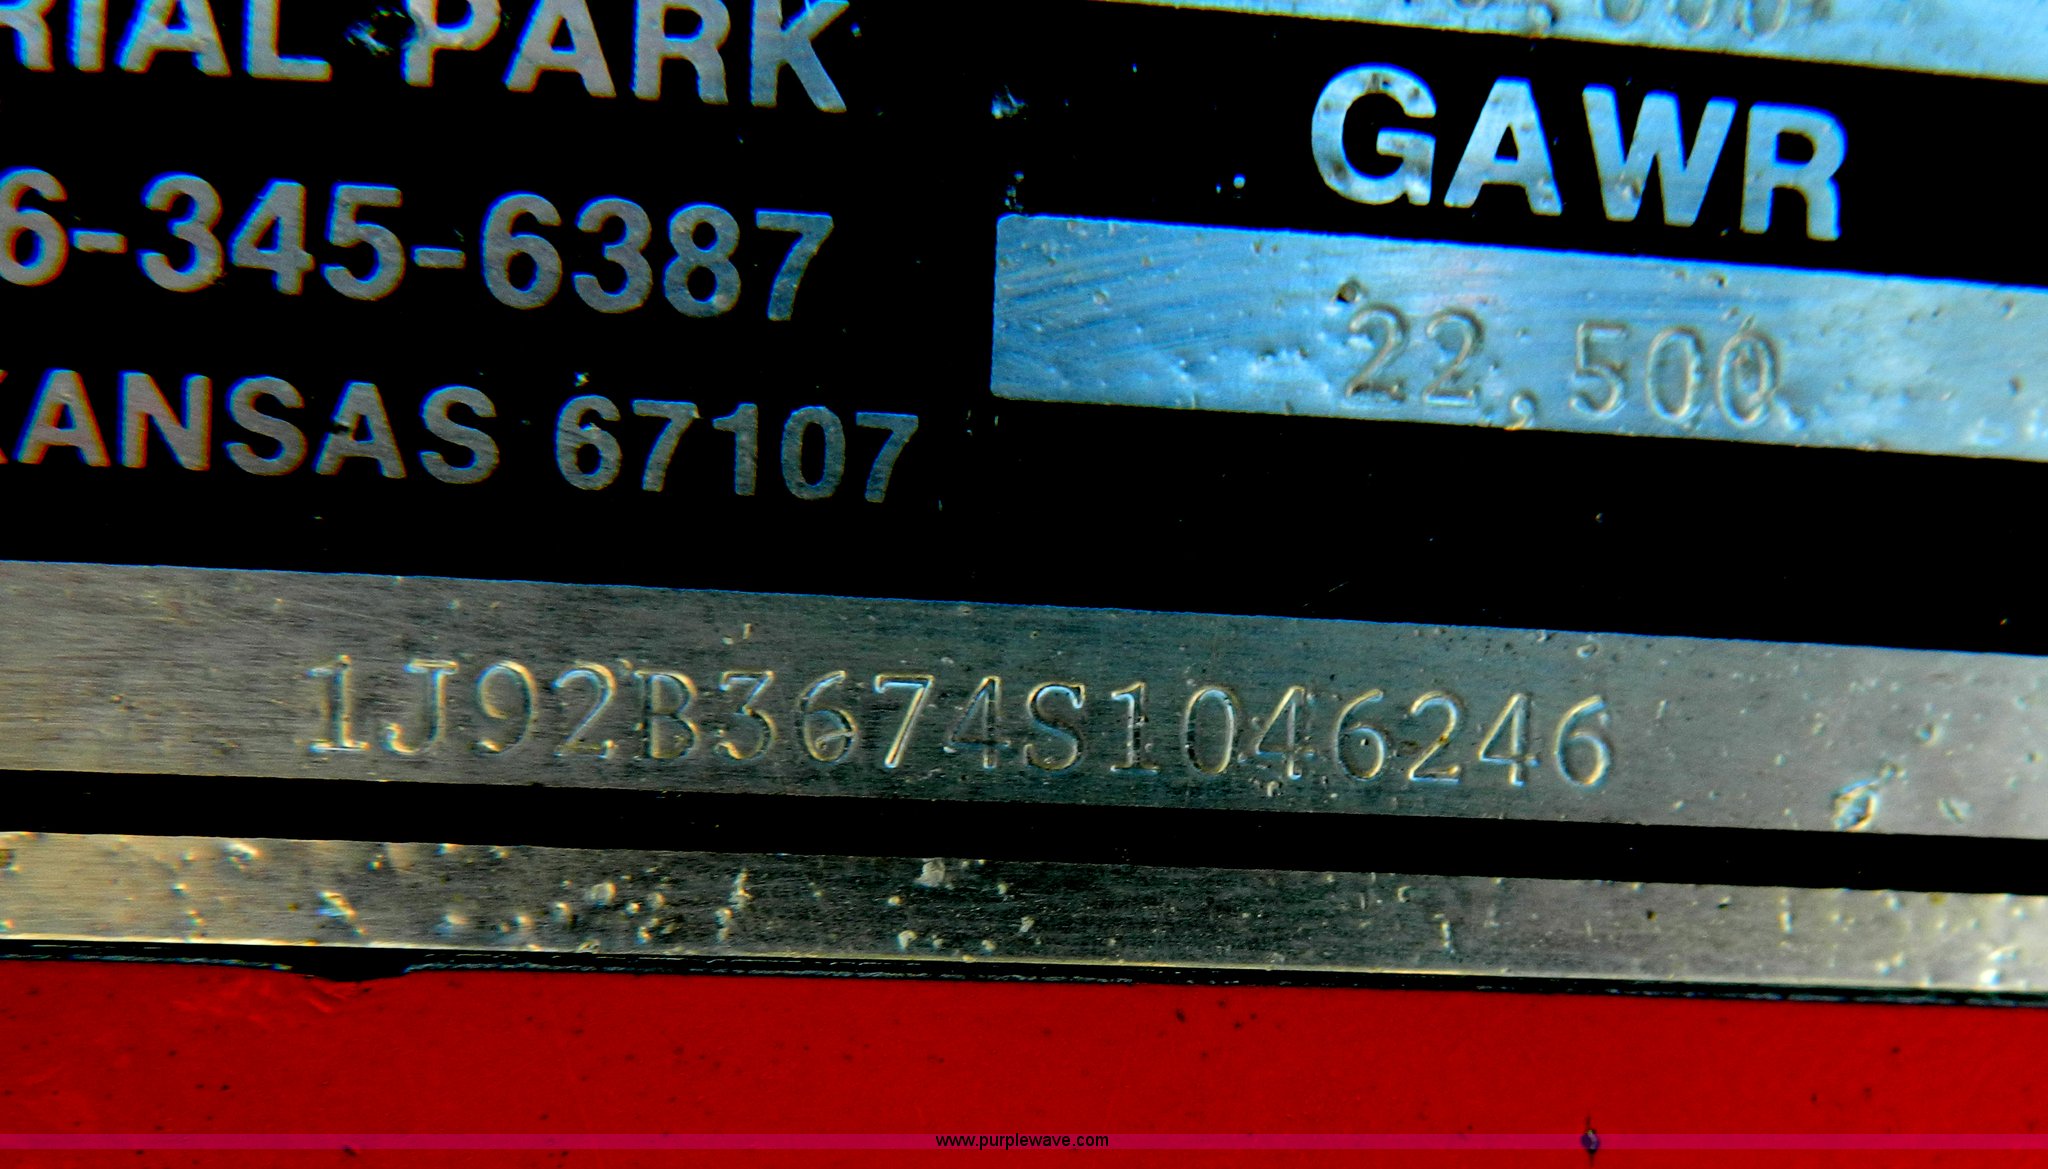 RIAL PARK
6-345-6387
KANSAS 67107
GAWR
22,500
1J92B3674S1046246
www.purplewave.com